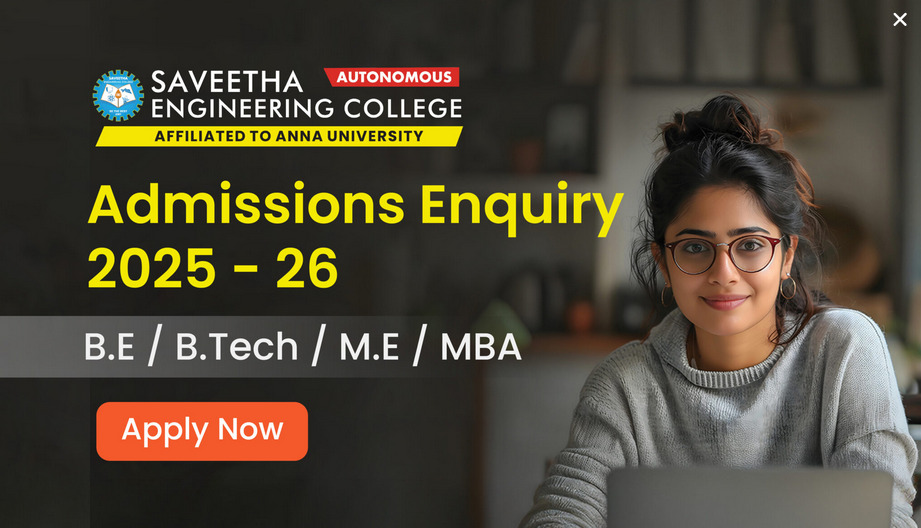 SAVEETHA AUTONOMOUS
ENGINEERING COLLEGE
AFFILIATED TO ANNA UNIVERSITY
Admissions Enquiry
2025 - 26
B.E / B.Tech / M.E / MBA
Apply Now